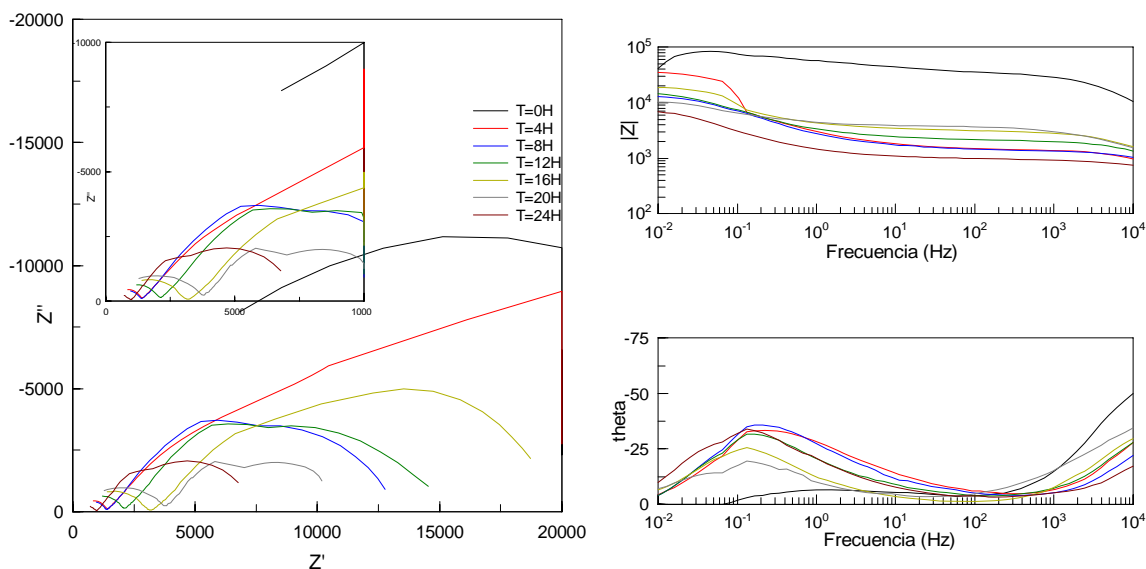 -20000
-15000
-10000
-5000
0
0
5000
10000
15000
20000
Z''
Z'
-10000
-5000
0
0
5000
1000
Z''
T=0H
T=4H
T=8H
T=12H
T=16H
T=20H
T=24H
10^5
10^4
10^3
10^2
|Z|
10^-2
10^-1
10^0
10^1
10^2
10^3
10^4
Frecuencia (Hz)
-75
-50
-25
0
theta
10^-2
10^-1
10^0
10^1
10^2
10^3
10^4
Frecuencia (Hz)